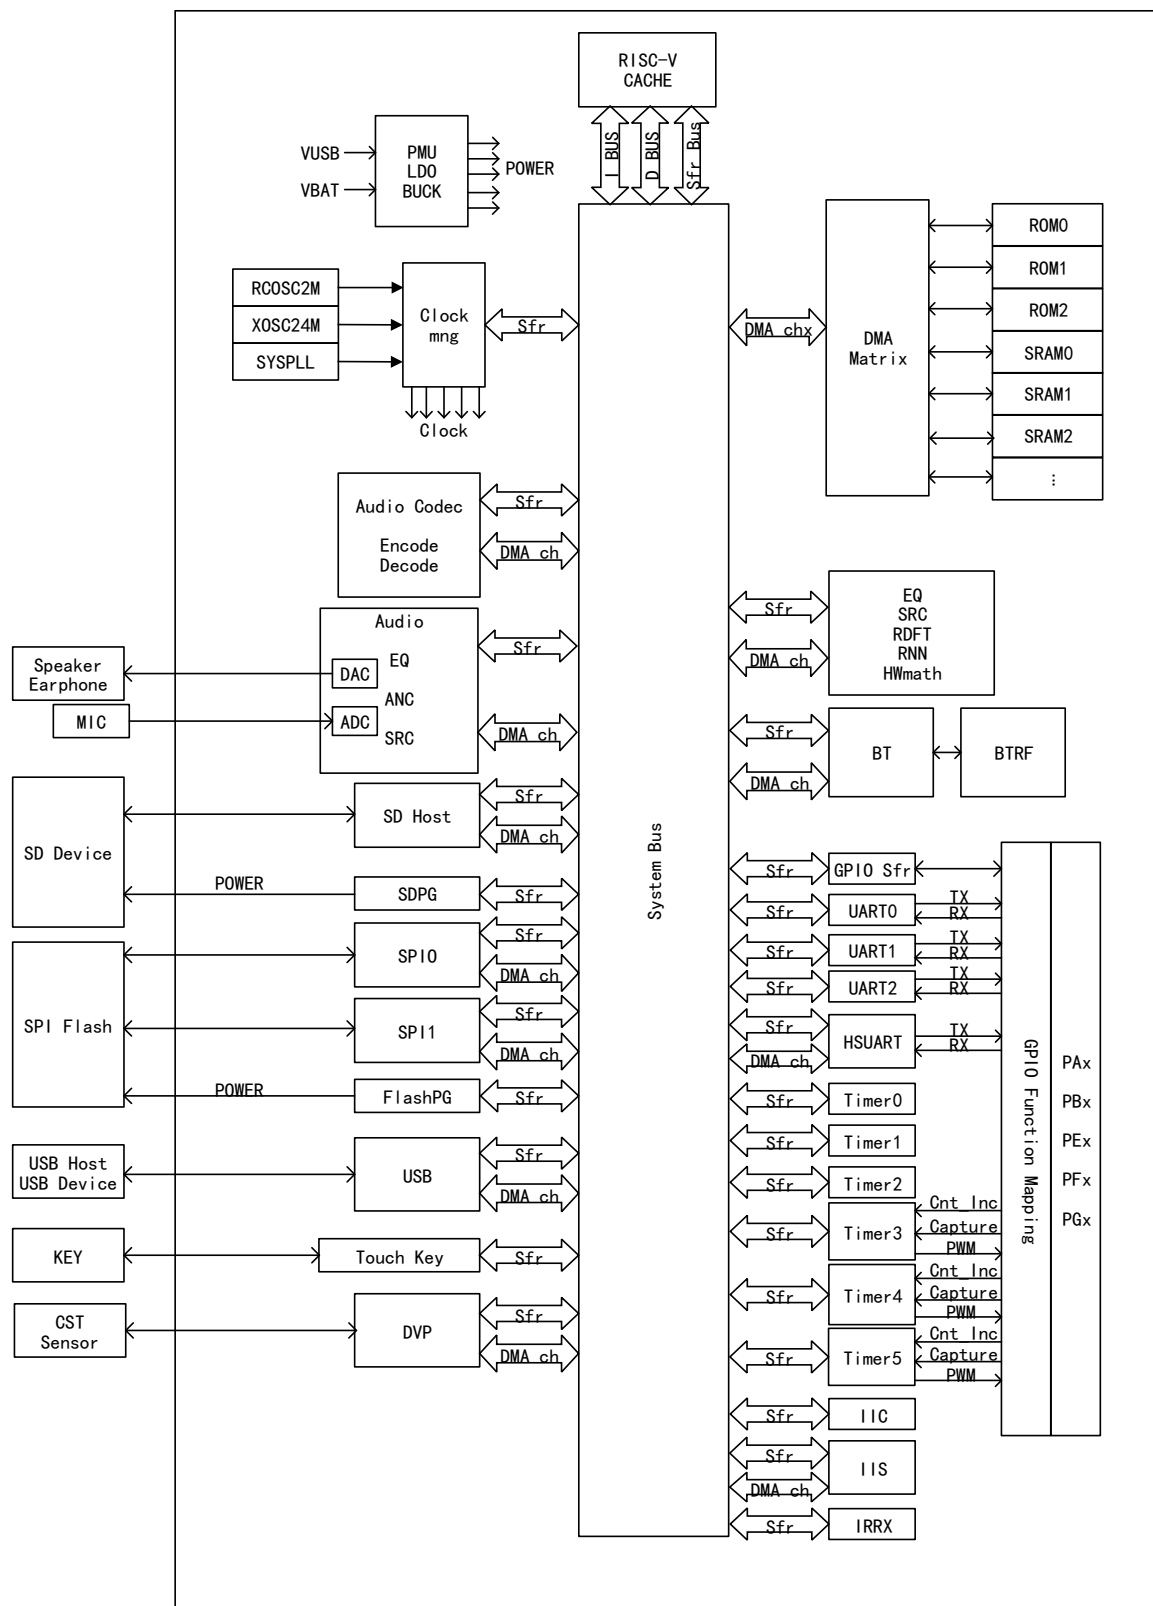 RISC-V
CACHE
I BUS
D BUS
Sfr Bus
VUSB
VBAT
PMU
LDO
BUCK
POWER
RCOSC2M
XOSC24M
SYSPLL
Clock
mng
Sfr
Clock
System Bus
DMA chx
DMA
Matrix
ROM0
ROM1
ROM2
SRAM0
SRAM1
SRAM2
...
Audio Codec
Encode
Decode
Sfr
DMA ch
Audio
EQ
DAC
ANC
ADC
SRC
Sfr
DMA ch
Speaker
Earphone
MIC
SD Device
SD Host
Sfr
DMA ch
POWER
SDPG
Sfr
SPI Flash
SPI0
Sfr
DMA ch
SPI1
Sfr
DMA ch
POWER
FlashPG
Sfr
USB Host
USB Device
USB
Sfr
DMA ch
KEY
Touch Key
Sfr
CST
Sensor
DVP
Sfr
DMA ch
Sfr
DMA ch
EQ
SRC
RDFT
RNN
HWmath
Sfr
DMA ch
BT
BTRF
Sfr
GPIO Sfr
Sfr
UART0
TX
RX
Sfr
UART1
TX
RX
Sfr
UART2
TX
RX
Sfr
DMA ch
HSUART
TX
RX
Sfr
Timer0
Sfr
Timer1
Sfr
Timer2
Sfr
Timer3
Cnt_Inc
Capture
PWM
Sfr
Timer4
Cnt_Inc
Capture
PWM
Sfr
Timer5
Cnt_Inc
Capture
PWM
Sfr
IIC
Sfr
DMA ch
IIS
Sfr
IRRX
GPIO Function Mapping
PAx
PBx
PEx
PFx
PGx